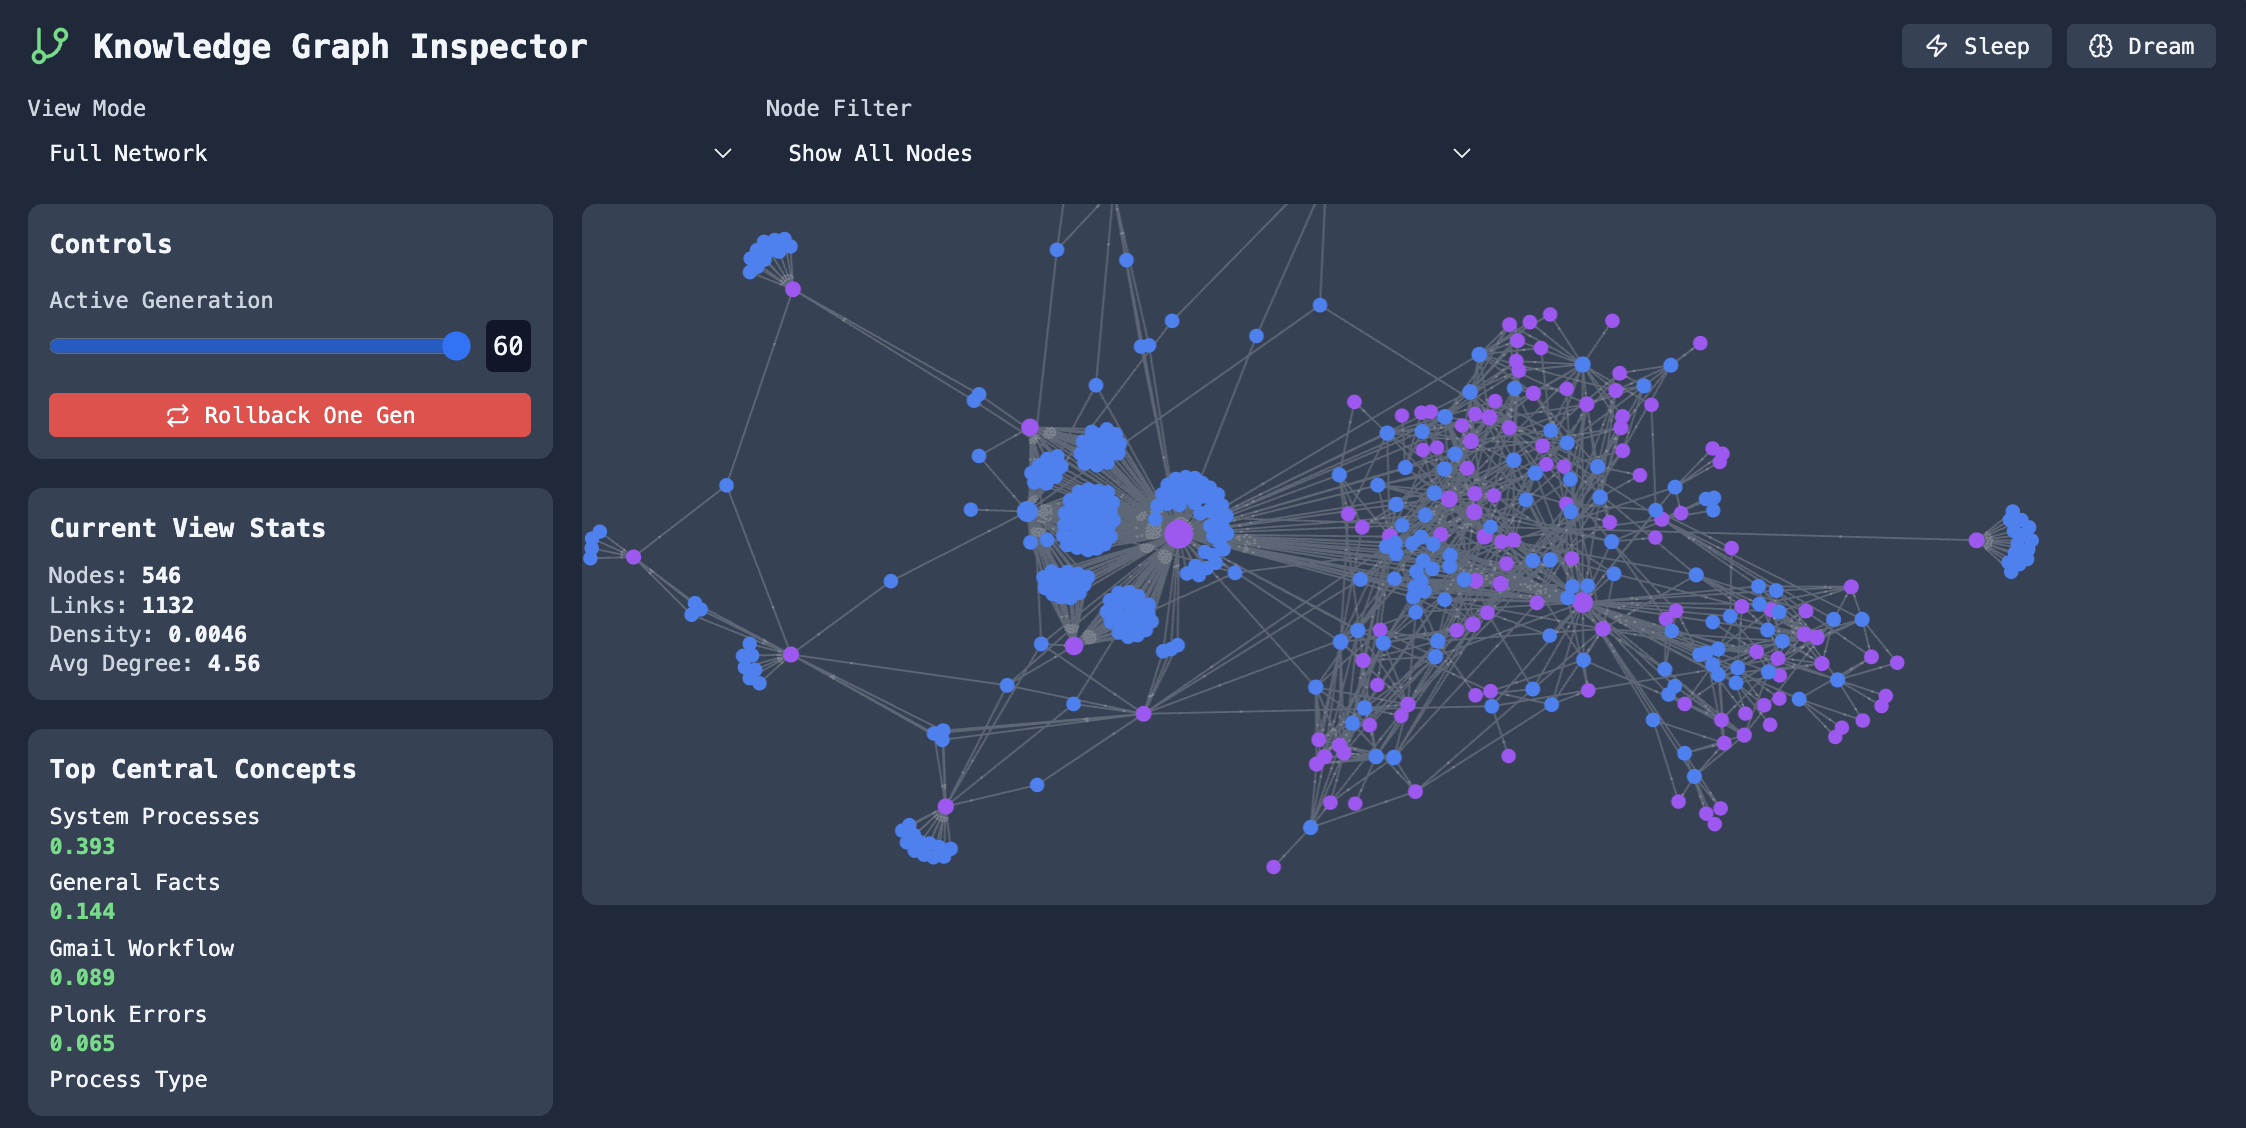 Knowledge Graph Inspector
Sleep
Dream
View Mode
Node Filter
Full Network
Show All Nodes
Controls
Active Generation
60
Rollback One Gen
Current View Stats
Nodes: 546
Links: 1132
Density: 0.0046
Avg Degree: 4.56
Top Central Concepts
System Processes
0.393
General Facts
0.144
Gmail Workflow
0.089
Plonk Errors
0.065
Process Type